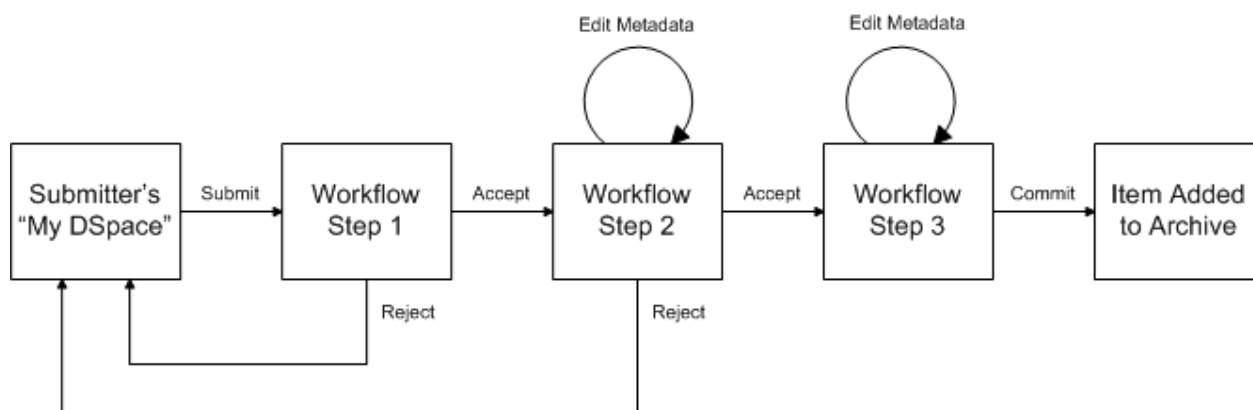 Edit Metadata
Edit Metadata
Submitter’s
“My DSpace”
Submit
Workflow
Step 1
Accept
Workflow
Step 2
Accept
Workflow
Step 3
Commit
Item Added
to Archive
Reject
Reject